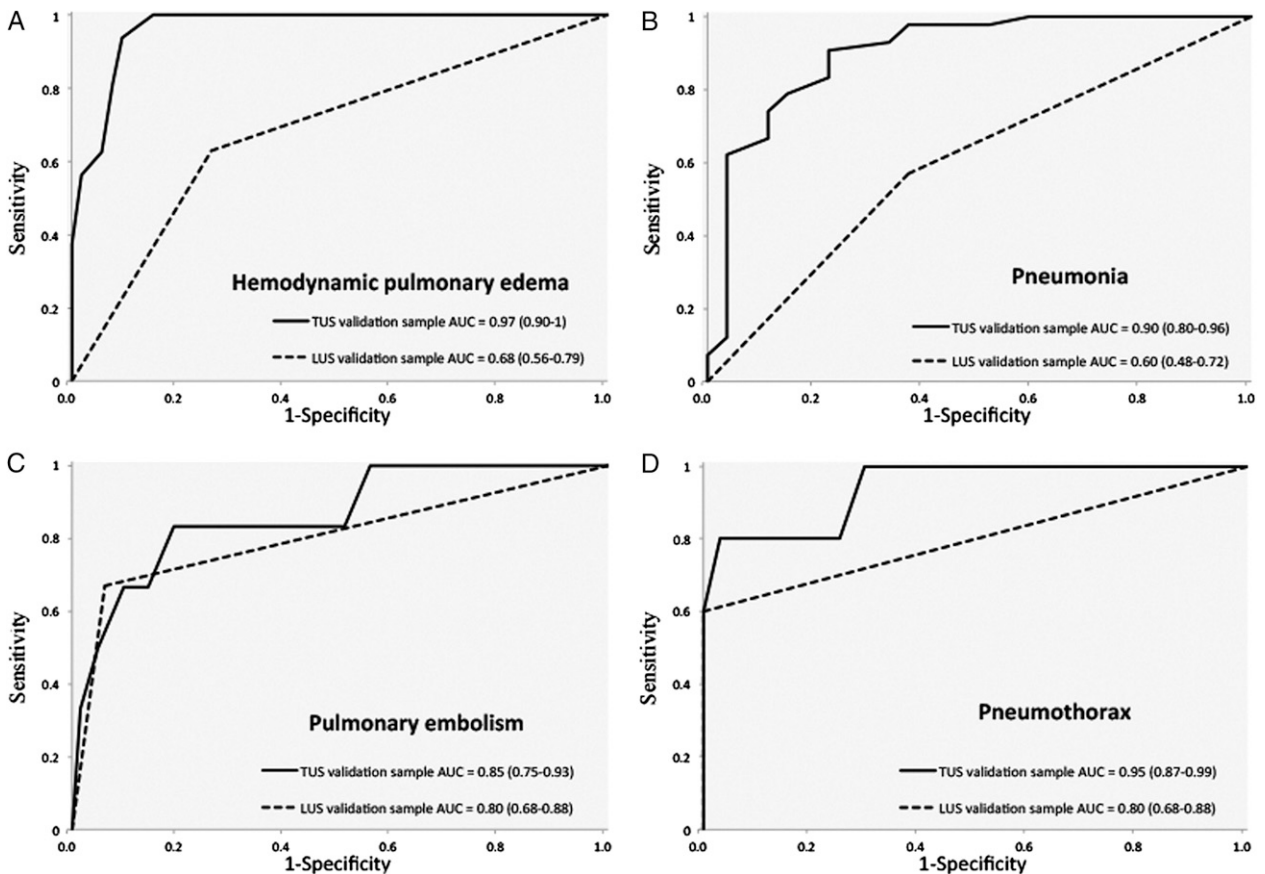 A
1
0.8
0.6
0.4
0.2
0
Sensitivity
Hemodynamic pulmonary edema
TUS validation sample AUC = 0.97 (0.90-1)
LUS validation sample AUC = 0.68 (0.56-0.79)
0.0 0.2 0.4 0.6 0.8 1.0
1-Specificity
B
1
0.8
0.6
0.4
0.2
0
Sensitivity
Pneumonia
TUS validation sample AUC = 0.90 (0.80-0.96)
LUS validation sample AUC = 0.60 (0.48-0.72)
0.0 0.2 0.4 0.6 0.8 1.0
1-Specificity
C
1
0.8
0.6
0.4
0.2
0
Sensitivity
Pulmonary embolism
TUS validation sample AUC = 0.85 (0.75-0.93)
LUS validation sample AUC = 0.80 (0.68-0.88)
0.0 0.2 0.4 0.6 0.8 1.0
1-Specificity
D
1
0.8
0.6
0.4
0.2
0
Sensitivity
Pneumothorax
TUS validation sample AUC = 0.95 (0.87-0.99)
LUS validation sample AUC = 0.80 (0.68-0.88)
0.0 0.2 0.4 0.6 0.8 1.0
1-Specificity